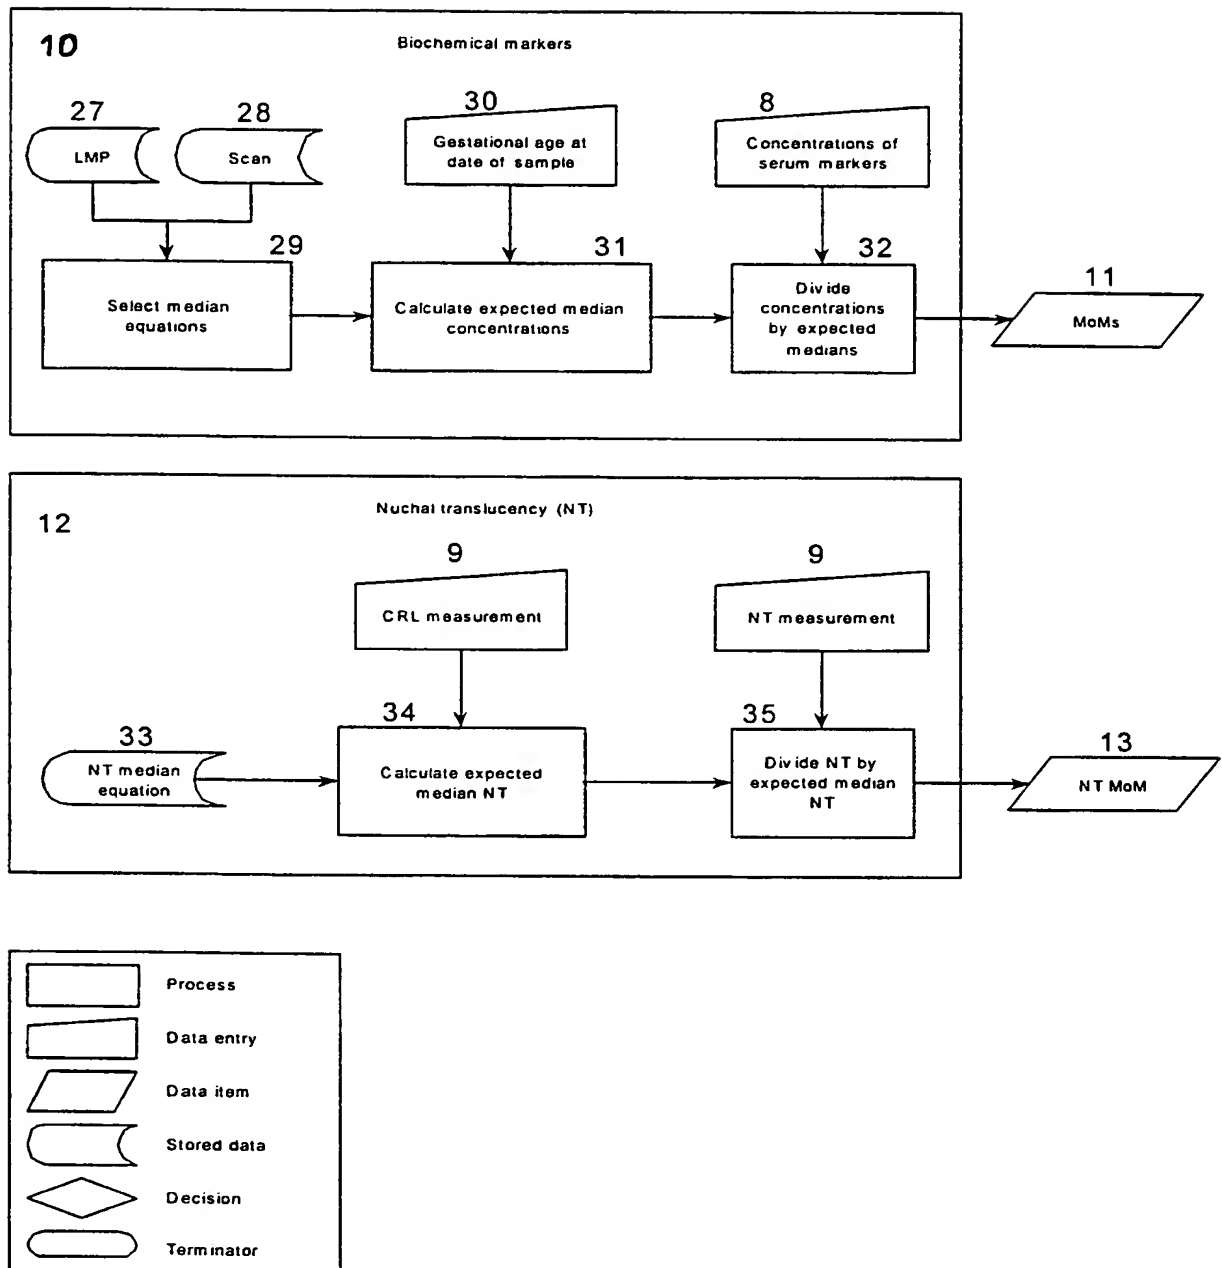 10
Biochemical markers
27
28
30
8
LMP
Scan
Gestational age at
date of sample
Concentrations of
serum markers
29
31
32
11
Select median
equations
Calculate expected median
concentrations
Divide
concentrations
by expected
medians
MoMs
12
Nuchal translucency (NT)
9
9
CRL measurement
NT measurement
33
34
35
13
NT median
equation
Calculate expected
median NT
Divide NT by
expected median
NT
NT MoM
Process
Data entry
Data item
Stored data
Decision
Terminator